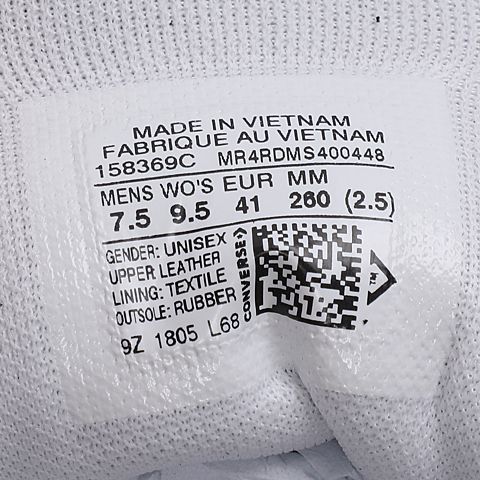 MADE IN VIETNAM
FABRIQUE AU VIETNAM
158369C MR4RDMS400448
MENS WO'S EUR MM
7.5 9.5 41 260 (2.5)
GENDER: UNISEX
UPPER LEATHER
LINING: TEXTILE
OUTSOLE: RUBBER
CONVERSE
TM
9Z 1805 L68